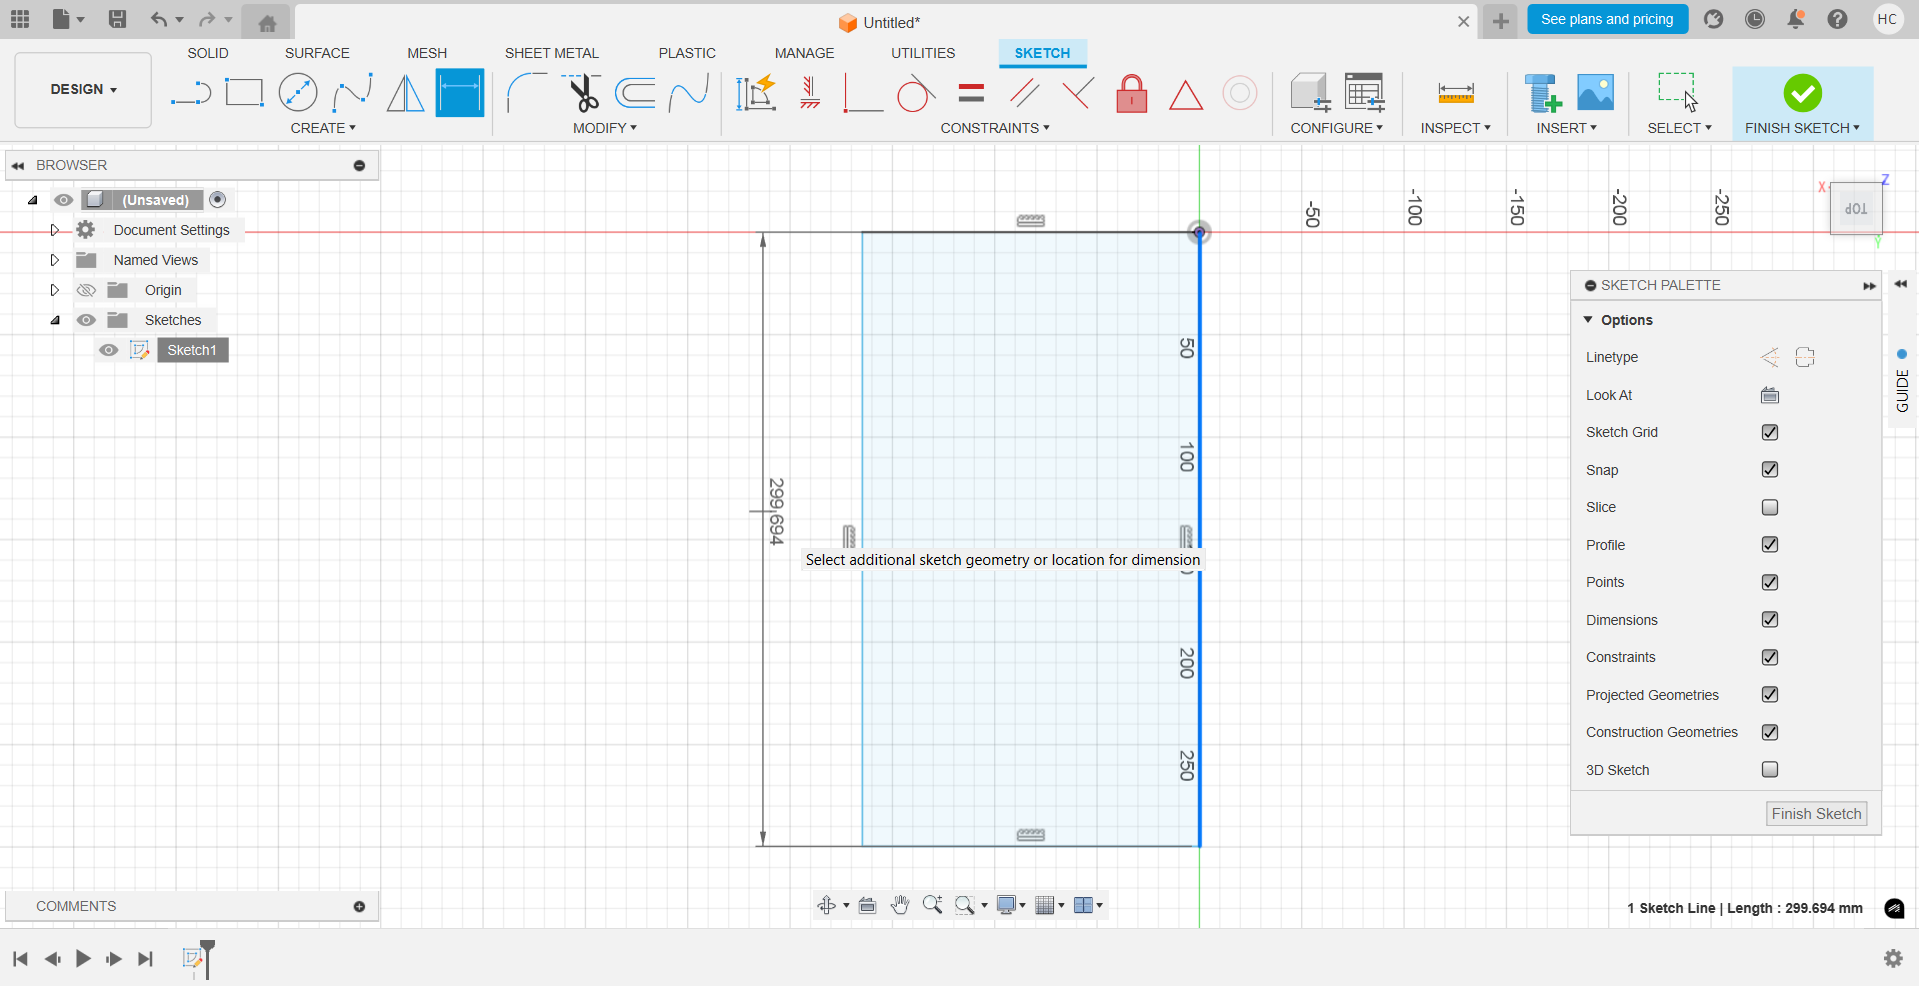 Untitled*
See plans and pricing
HC
DESIGN
SOLID
SURFACE
MESH
SHEET METAL
PLASTIC
MANAGE
UTILITIES
SKETCH
CREATE
MODIFY
CONSTRAINTS
CONFIGURE
INSPECT
INSERT
SELECT
FINISH SKETCH
BROWSER
(Unsaved)
Document Settings
Named Views
Origin
Sketches
Sketch1
-50
-100
-150
-200
-250
X
Z
TOP
Y
50
100
200
250
299.694
Select additional sketch geometry or location for dimension
SKETCH PALETTE
Options
Linetype
Look At
Sketch Grid
Snap
Slice
Profile
Points
Dimensions
Constraints
Projected Geometries
Construction Geometries
3D Sketch
Finish Sketch
GUIDE
COMMENTS
1 Sketch Line | Length : 299.694 mm